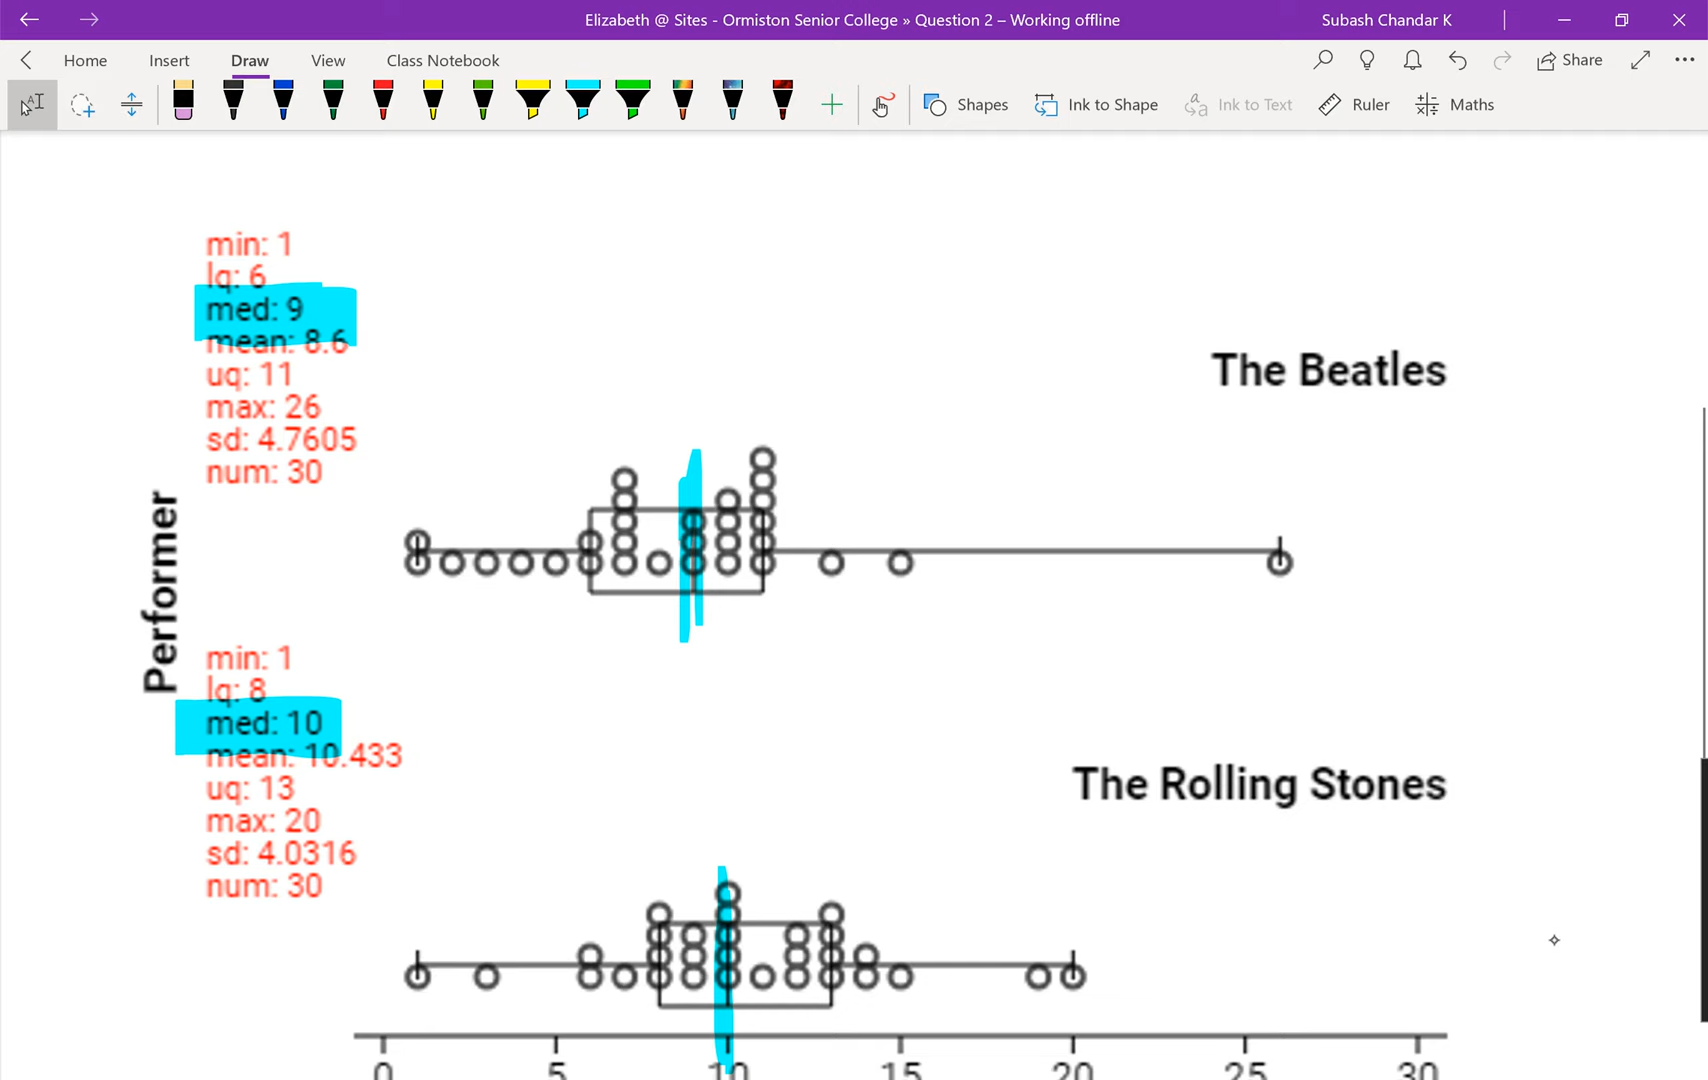 Elizabeth @ Sites - Ormiston Senior College » Question 2 – Working offline
Subash Chandar K
Home
Insert
Draw
View
Class Notebook
Share
Shapes
Ink to Shape
Ink to Text
Ruler
Maths
min: 1
lq: 6
med: 9
mean: 8.6
uq: 11
max: 26
sd: 4.7605
num: 30
The Beatles
Performer
min: 1
lq: 8
med: 10
mean: 10.433
uq: 13
max: 20
sd: 4.0316
num: 30
The Rolling Stones
0 5 10 15 20 25 30